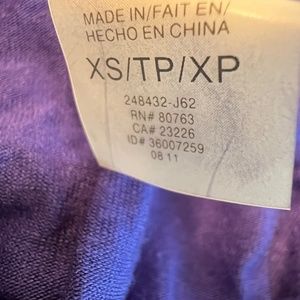 MADE IN/FAIT EN/
HECHO EN CHINA
XS/TP/XP
248432-J62
RN# 80763
CA# 23226
ID# 36007259
08 11